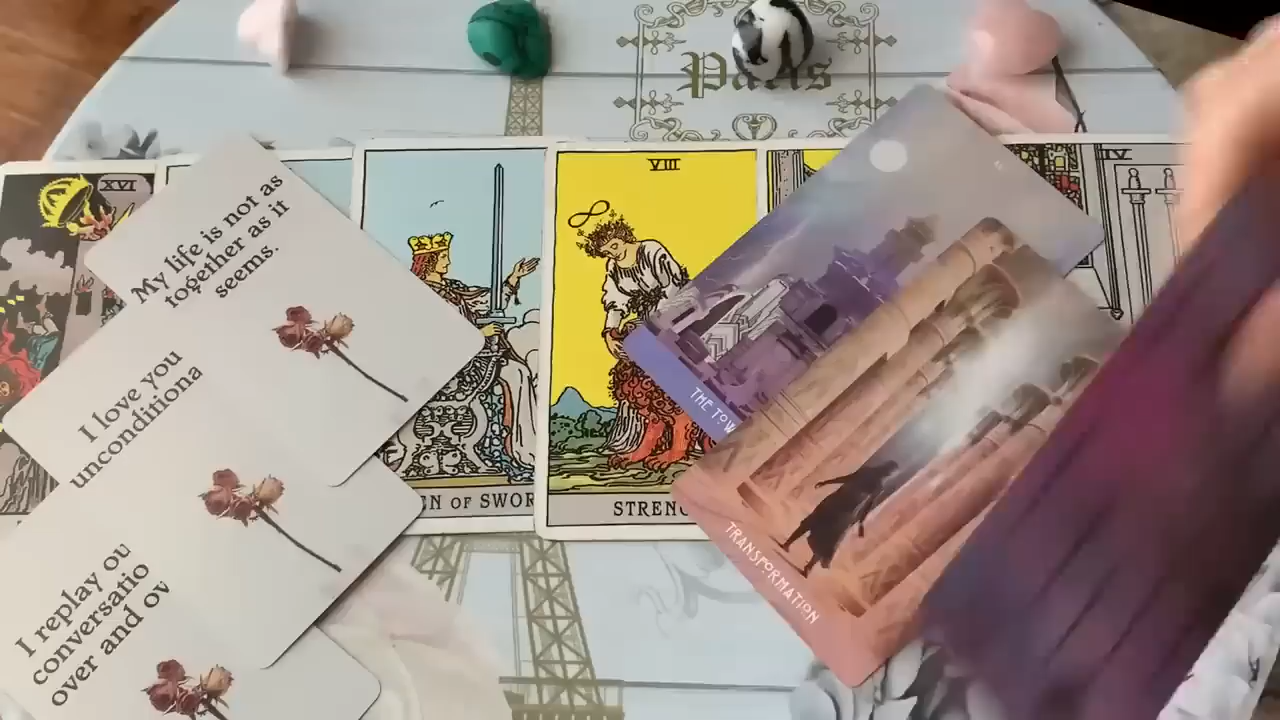 Paris
XVI
VIII
IV
My life is not as
together as it
seems.
I love you
unconditiona
I replay ou
conversatio
over and ov
EN OF SWOR
STRENG
THE TOW
TRANSFORMATION